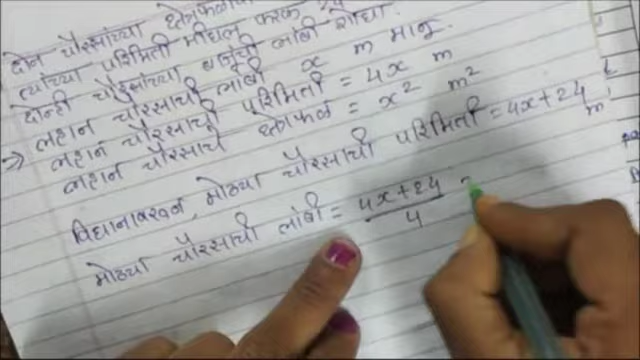 दोन चौरसांच्या क्षेत्रफळांची
त्यांच्या परिमिती मधील फरक 24
दोन्ही चौरसांच्या बाजूंची लांबी शोधा.
⇒ लहान चौरसाची लांबी x m मानू.
लहान चौरसाची परिमिती = 4x m
लहान चौरसाचे क्षेत्रफळ = x² m²
विधानावरून, मोठ्या चौरसाची परिमिती = 4x+24 m
मोठ्या चौरसाची लांबी = 4x+24 / 4 =